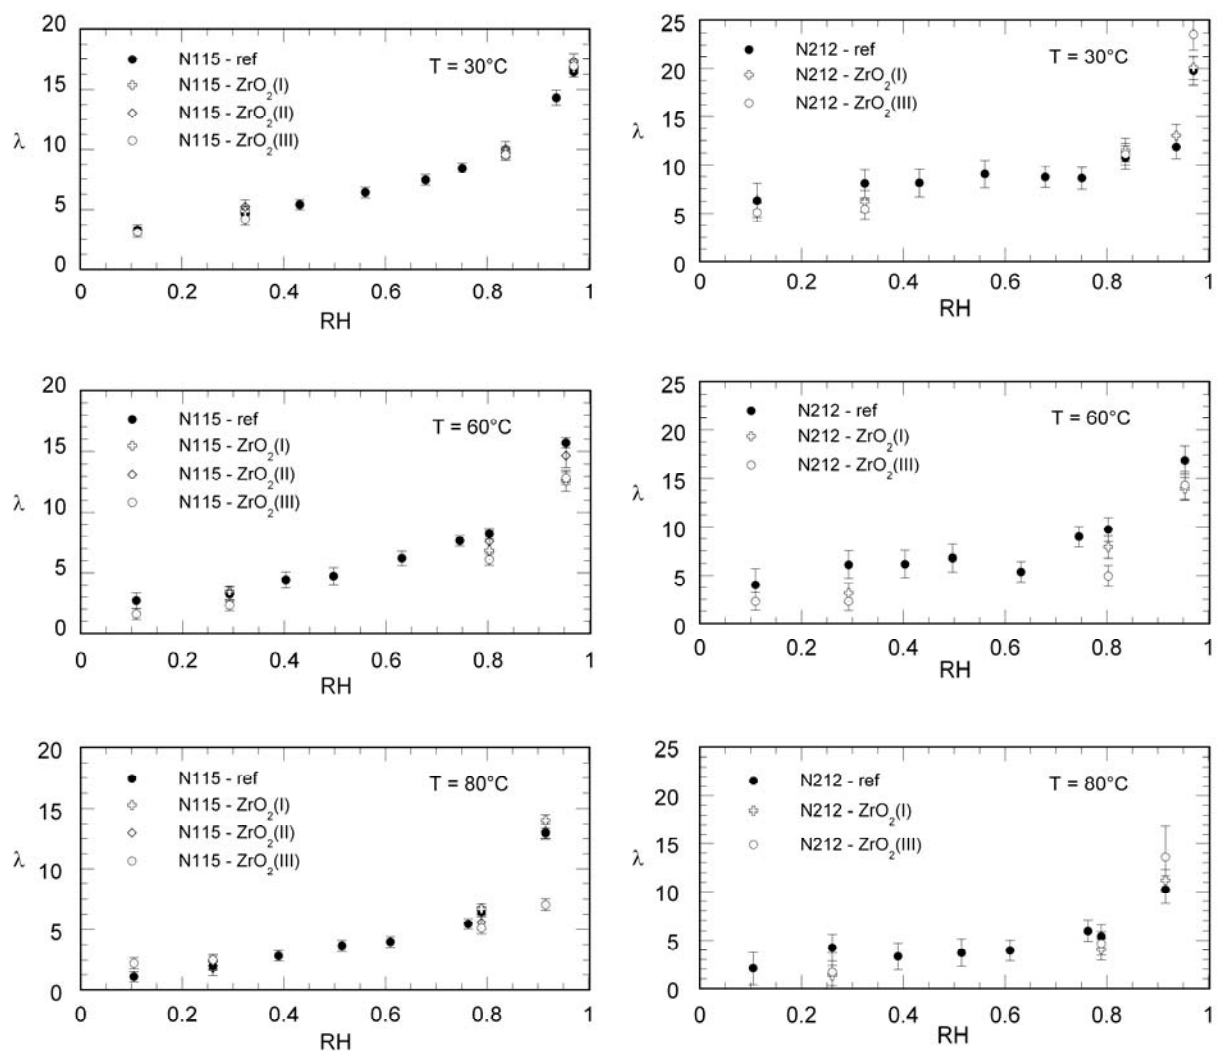 20
15
10
5
0
λ
N115 - ref
N115 - ZrO2(I)
N115 - ZrO2(II)
N115 - ZrO2(III)
T = 30°C
0 0.2 0.4 0.6 0.8 1
RH
25
20
15
10
5
0
λ
N212 - ref
N212 - ZrO2(I)
N212 - ZrO2(III)
T = 30°C
0 0.2 0.4 0.6 0.8 1
RH
20
15
10
5
0
λ
N115 - ref
N115 - ZrO2(I)
N115 - ZrO2(II)
N115 - ZrO2(III)
T = 60°C
0 0.2 0.4 0.6 0.8 1
RH
25
20
15
10
5
0
λ
N212 - ref
N212 - ZrO2(I)
N212 - ZrO2(III)
T = 60°C
0 0.2 0.4 0.6 0.8 1
RH
20
15
10
5
0
λ
N115 - ref
N115 - ZrO2(I)
N115 - ZrO2(II)
N115 - ZrO2(III)
T = 80°C
0 0.2 0.4 0.6 0.8 1
RH
25
20
15
10
5
0
λ
N212 - ref
N212 - ZrO2(I)
N212 - ZrO2(III)
T = 80°C
0 0.2 0.4 0.6 0.8 1
RH